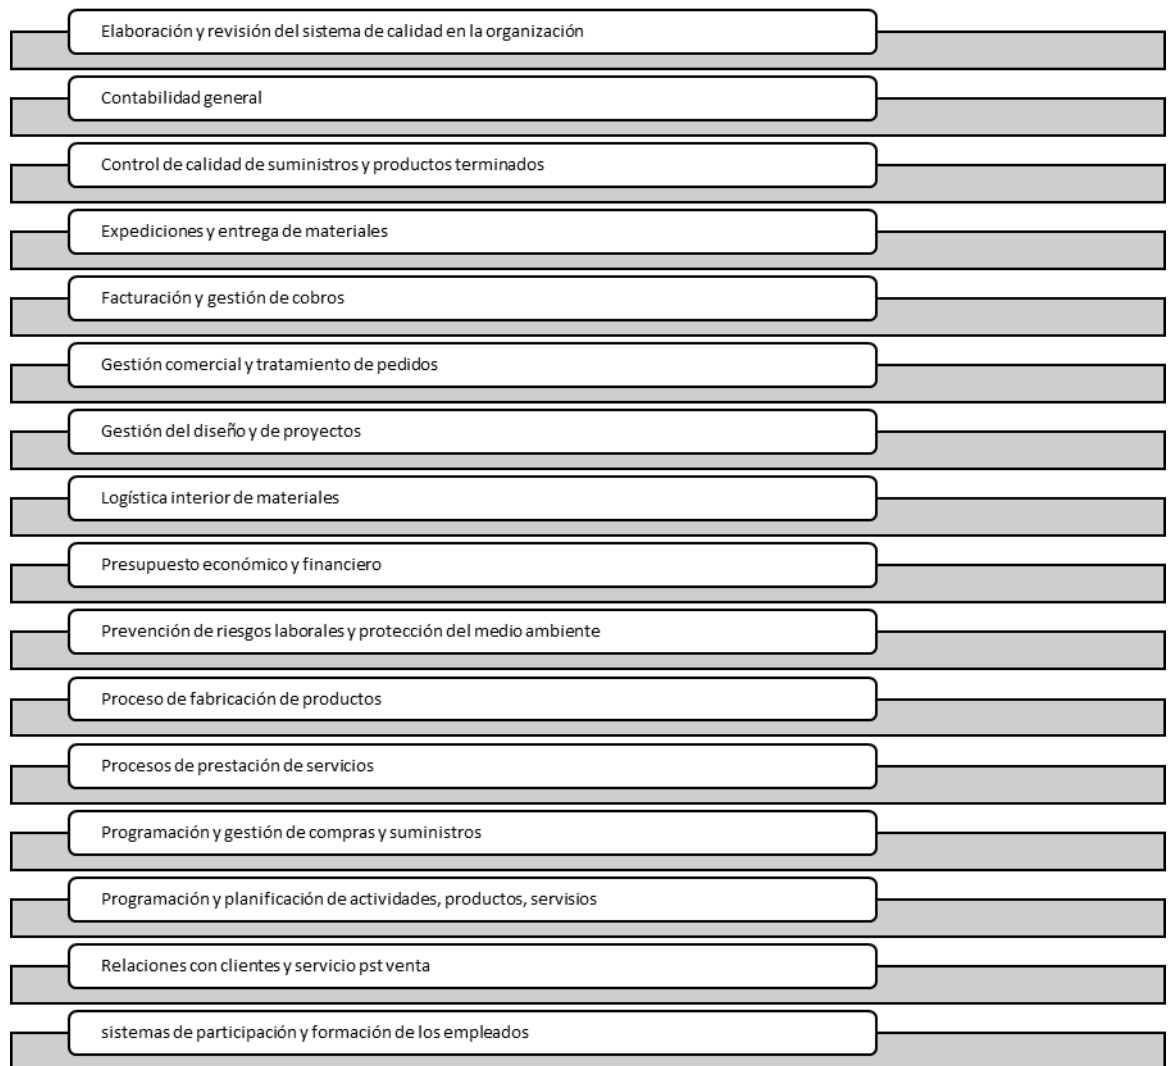 Elaboración y revisión del sistema de calidad en la organización
Contabilidad general
Control de calidad de suministros y productos terminados
Expediciones y entrega de materiales
Facturación y gestión de cobros
Gestión comercial y tratamiento de pedidos
Gestión del diseño y de proyectos
Logística interior de materiales
Presupuesto económico y financiero
Prevención de riesgos laborales y protección del medio ambiente
Proceso de fabricación de productos
Procesos de prestación de servicios
Programación y gestión de compras y suministros
Programación y planificación de actividades, productos, servisios
Relaciones con clientes y servicio pst venta
sistemas de participación y formación de los empleados